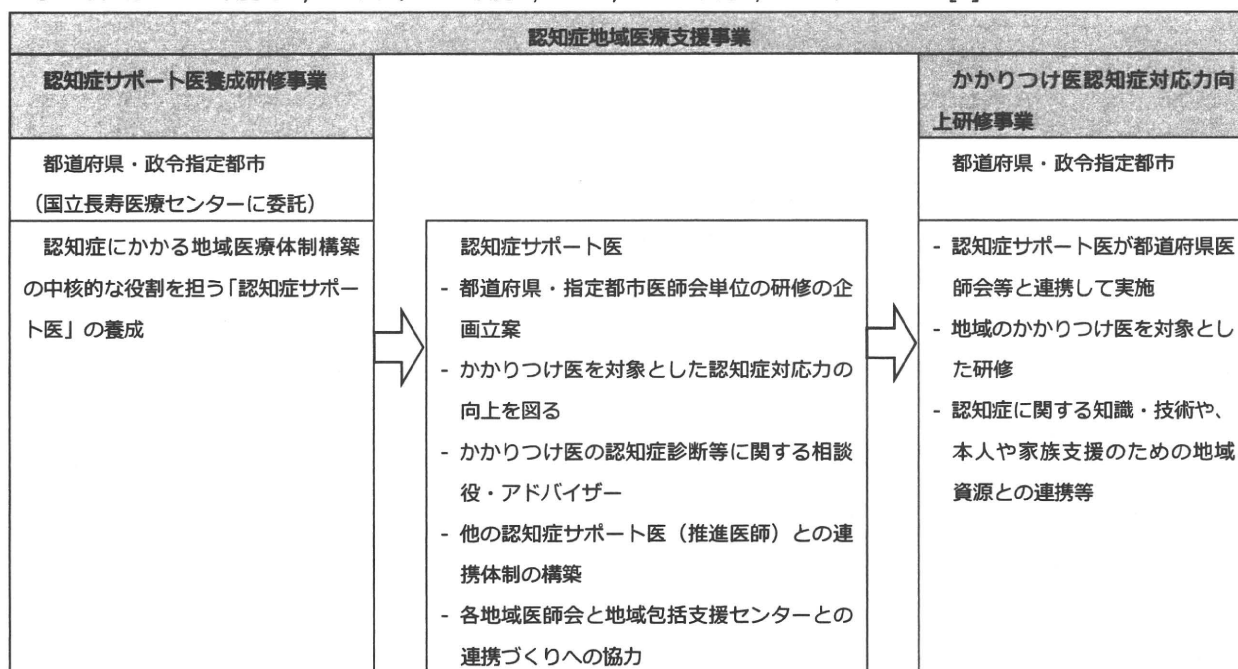 認知症地域医療支援事業
認知症サポート医養成研修事業
都道府県・政令指定都市
（国立長寿医療センターに委託）
認知症にかかる地域医療体制構築
の中核的な役割を担う「認知症サポー
ト医」の養成
認知症サポート医
- 都道府県・指定都市医師会単位の研修の企
画立案
- かかりつけ医を対象とした認知症対応力の
向上を図る
- かかりつけ医の認知症診断等に関する相談
役・アドバイザー
- 他の認知症サポート医（推進医師）との連
携体制の構築
- 各地域医師会と地域包括支援センターとの
連携づくりへの協力
かかりつけ医認知症対応力向
上研修事業
都道府県・政令指定都市
- 認知症サポート医が都道府県医
師会等と連携して実施
- 地域のかかりつけ医を対象とし
た研修
- 認知症に関する知識・技術や、
本人や家族支援のための地域
資源との連携等